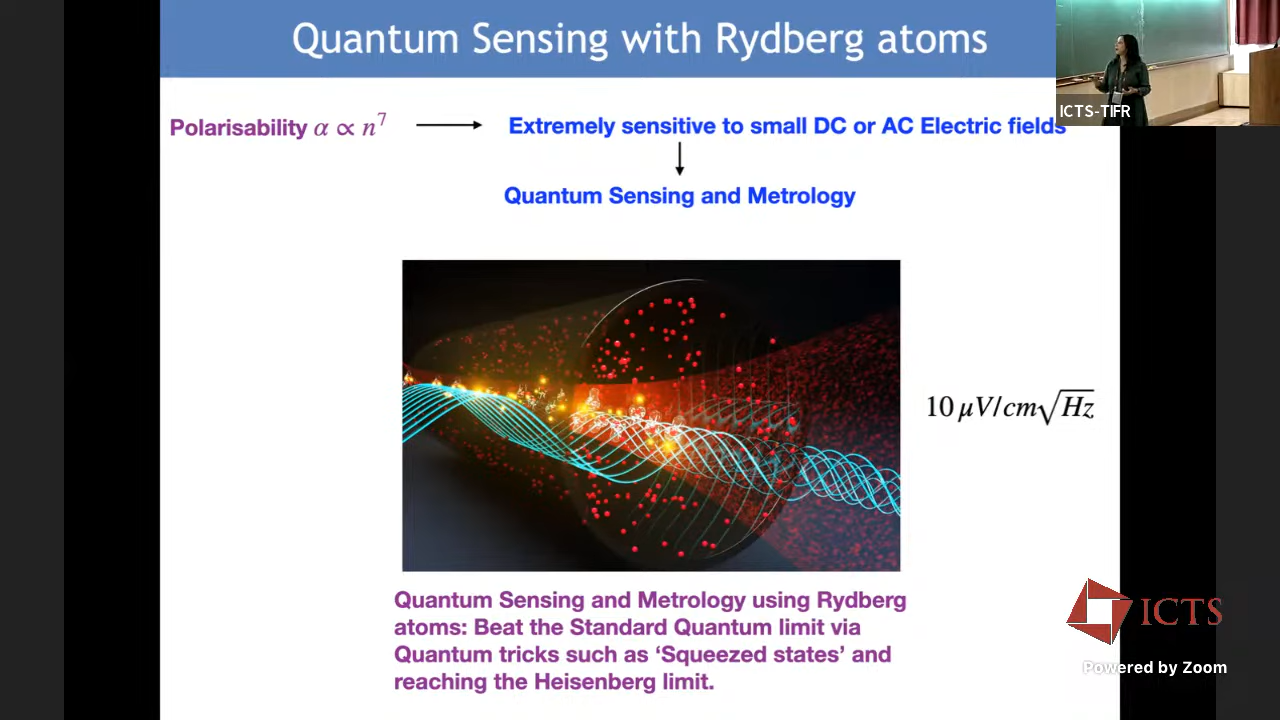 Quantum Sensing with Rydberg atoms
Polarisability α ∝ n⁷
Extremely sensitive to small DC or AC Electric fields
Quantum Sensing and Metrology
10 μV/cm√Hz
Quantum Sensing and Metrology using Rydberg
atoms: Beat the Standard Quantum limit via
Quantum tricks such as ‘Squeezed states’ and
reaching the Heisenberg limit.
ICTS-TIFR
ICTS
Powered by Zoom